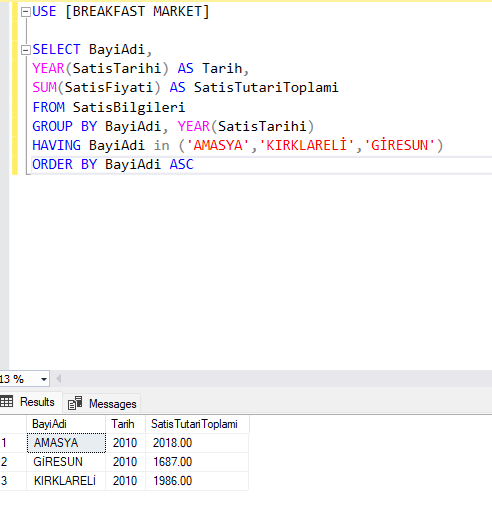 USE [BREAKFAST MARKET]
SELECT BayiAdi,
YEAR(SatisTarihi) AS Tarih,
SUM(SatisFiyati) AS SatisTutariToplami
FROM SatisBilgileri
GROUP BY BayiAdi, YEAR(SatisTarihi)
HAVING BayiAdi in ('AMASYA','KIRKLARELİ','GİRESUN')
ORDER BY BayiAdi ASC
13 %
Results Messages
BayiAdi Tarih SatisTutariToplami
1 AMASYA 2010 2018.00
2 GİRESUN 2010 1687.00
3 KIRKLARELİ 2010 1986.00